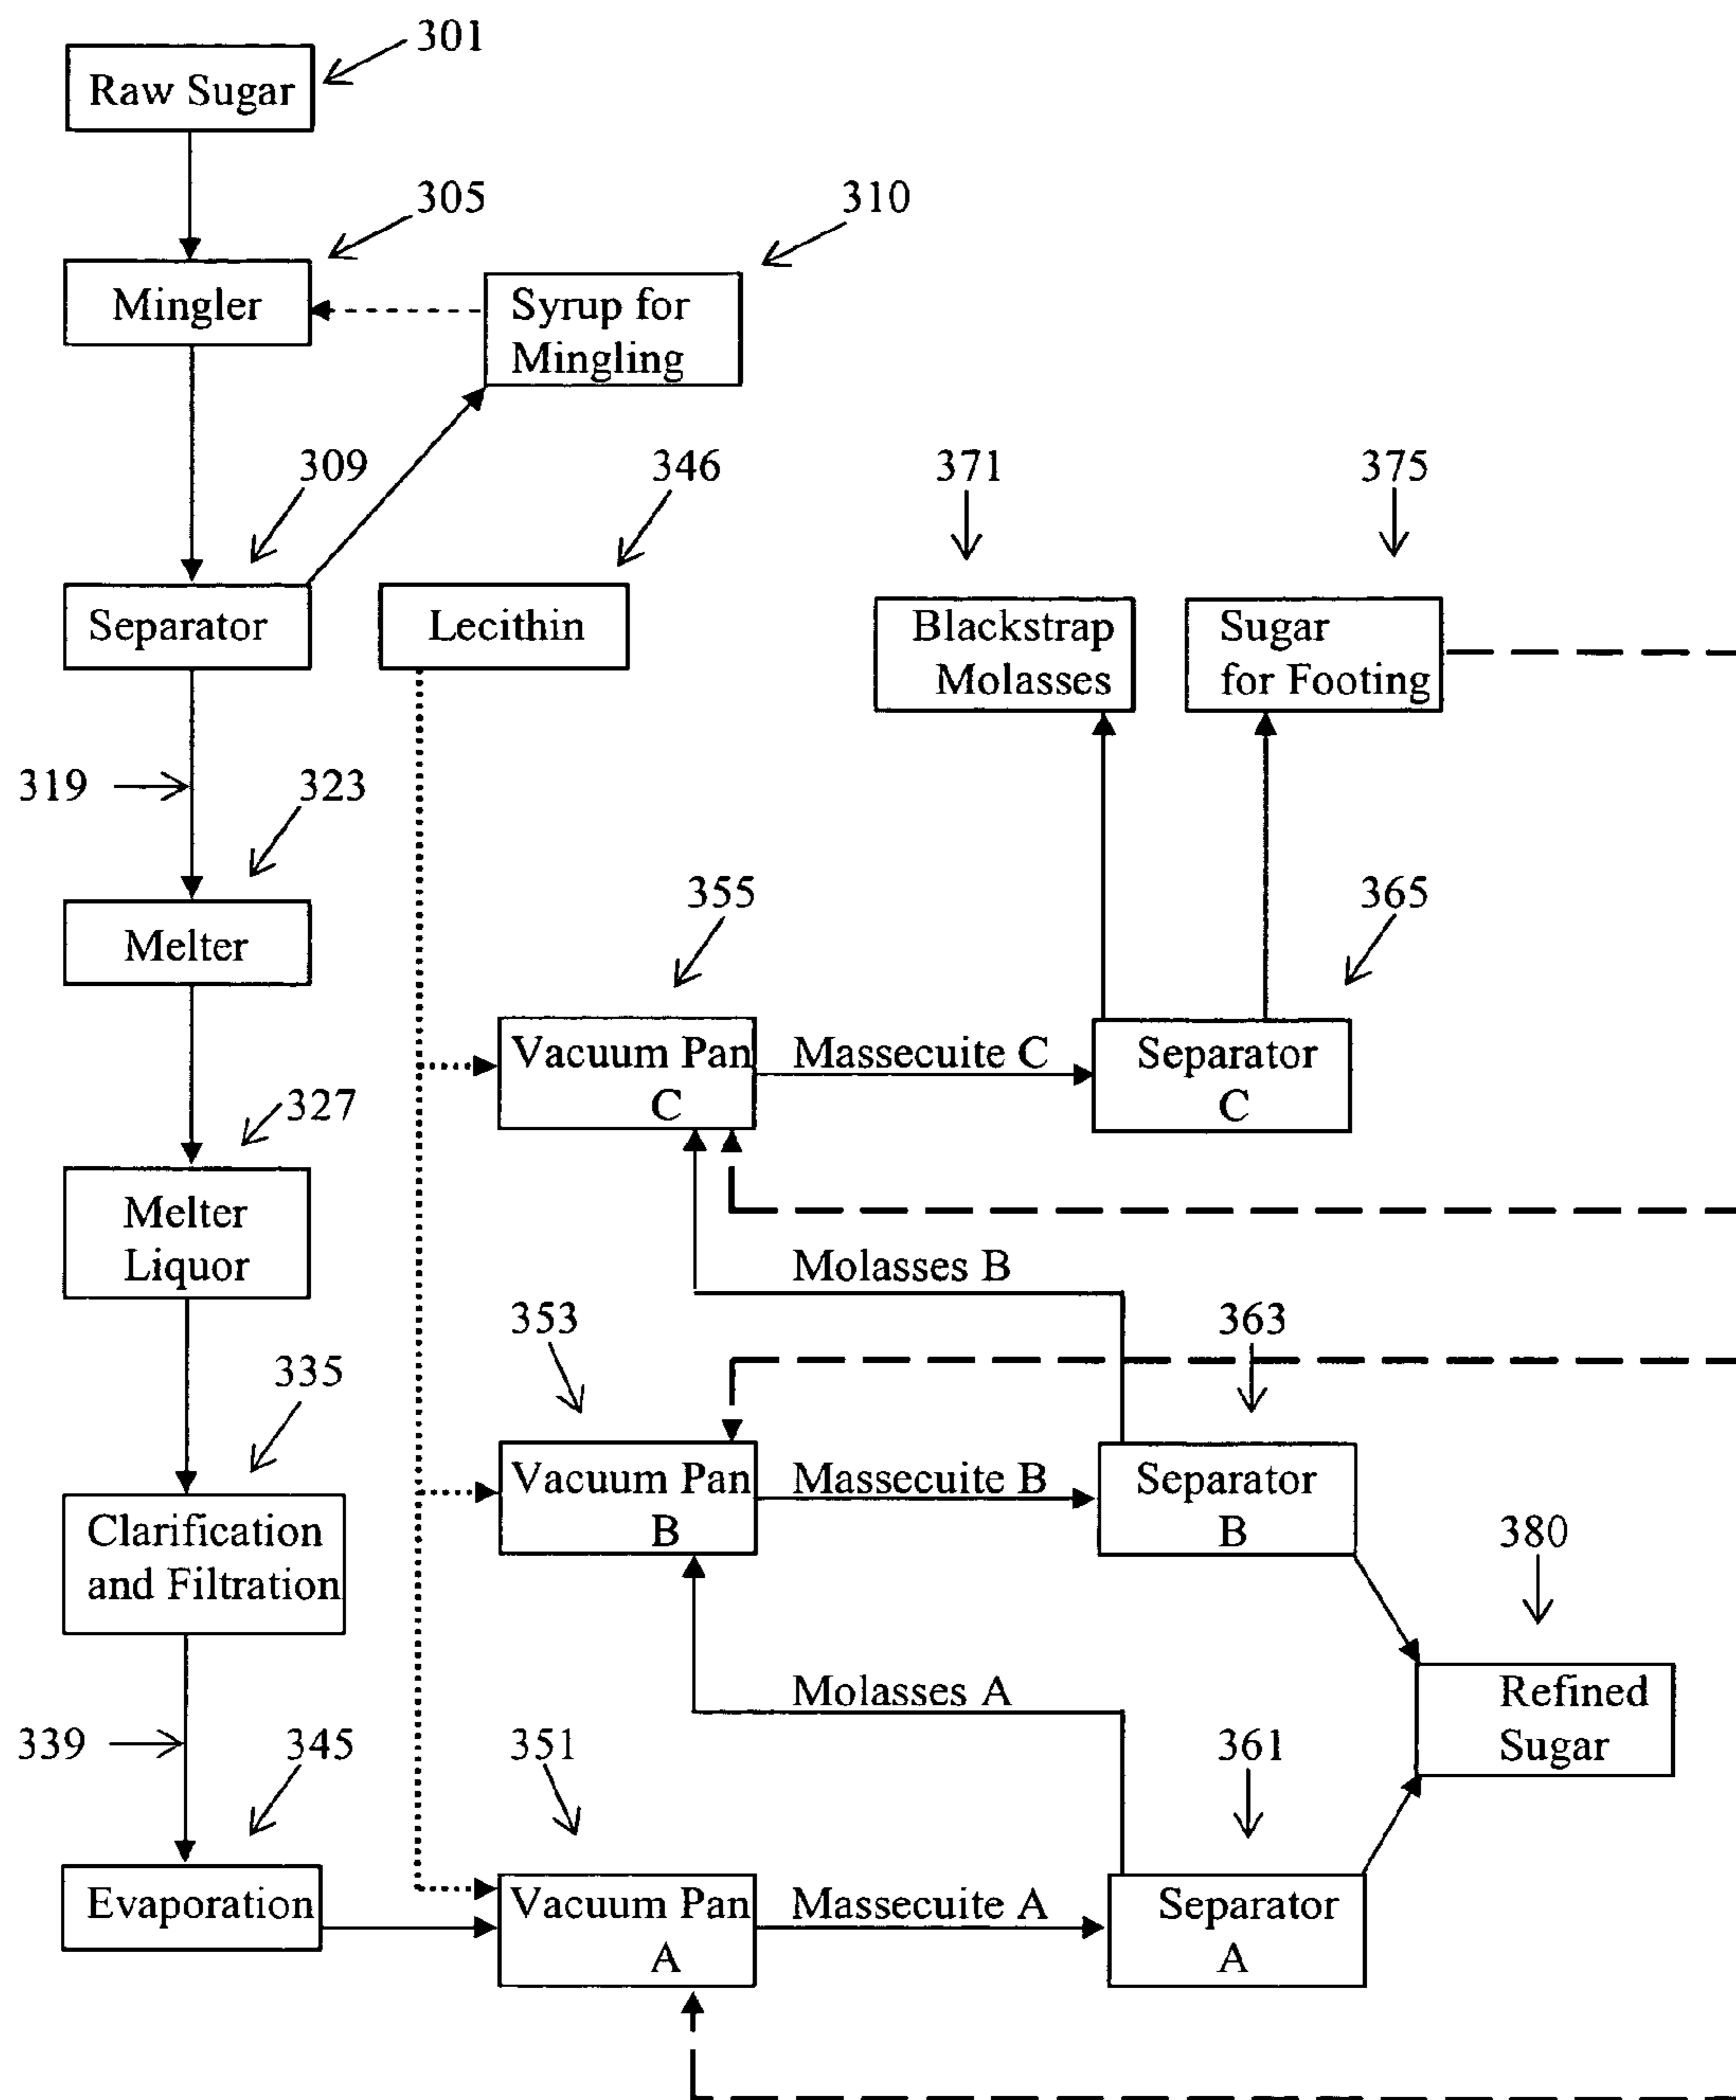 301
Raw Sugar
305
310
Mingler
Syrup for
Mingling
309
346
371
375
Separator
Lecithin
Blackstrap
Molasses
Sugar
for Footing
319
323
355
365
Melter
Vacuum Pan
C
Massecuite C
Separator
C
327
Melter
Liquor
Molasses B
353
363
335
Vacuum Pan
B
Massecuite B
Separator
B
380
Clarification
and Filtration
Molasses A
Refined
Sugar
339
345
351
361
Evaporation
Vacuum Pan
A
Massecuite A
Separator
A